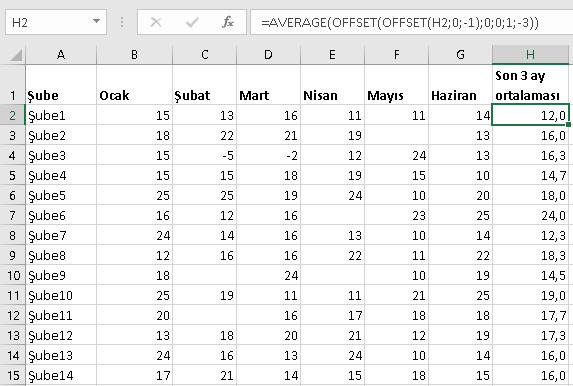 H2 fx =AVERAGE(OFFSET(OFFSET(H2;0;-1);0;0;1;-3))
A B C D E F G H
1 Şube Ocak Şubat Mart Nisan Mayıs Haziran Son 3 ay ortalaması
2 Şube1 15 13 16 11 11 14 12,0
3 Şube2 18 22 21 19 13 16,0
4 Şube3 15 -5 -2 12 24 13 16,3
5 Şube4 15 15 18 19 15 10 14,7
6 Şube5 25 25 19 24 10 20 18,0
7 Şube6 16 12 16 23 25 24,0
8 Şube7 24 14 16 13 10 14 12,3
9 Şube8 12 16 16 22 11 22 18,3
10 Şube9 18 24 10 19 14,5
11 Şube10 25 19 11 11 21 25 19,0
12 Şube11 20 16 17 18 18 17,7
13 Şube12 13 18 20 21 12 19 17,3
14 Şube13 24 16 13 24 10 14 16,0
15 Şube14 17 21 14 15 18 15 16,0